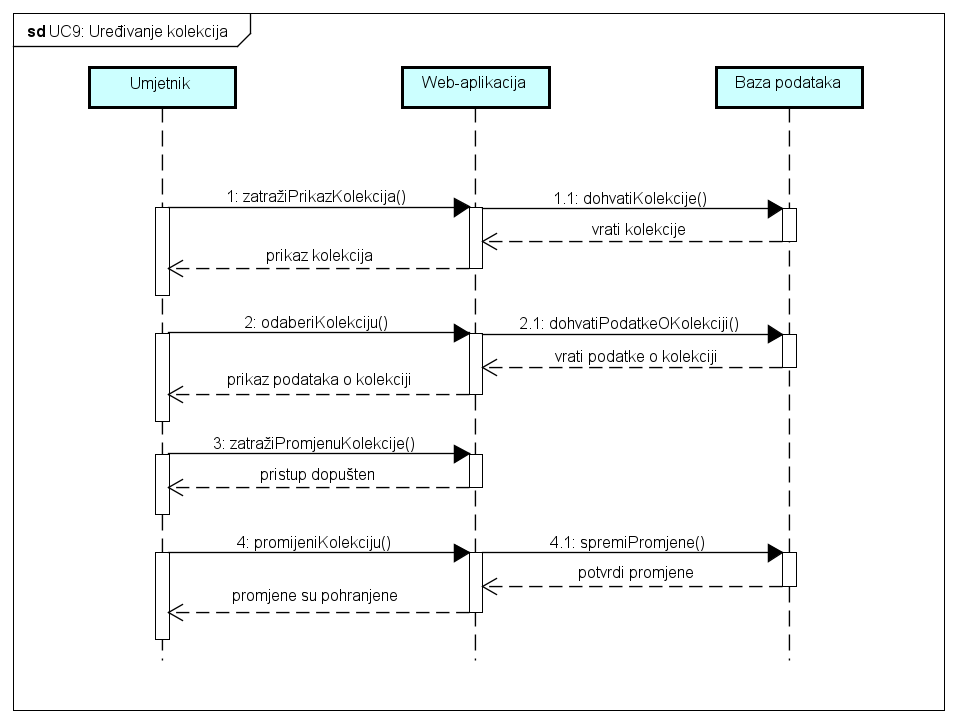 sd UC9: Uređivanje kolekcija
Umjetnik
Web-aplikacija
Baza podataka
1: zatražiPrikazKolekcija()
1.1: dohvatiKolekcije()
vrati kolekcije
prikaz kolekcija
2: odaberiKolekciju()
2.1: dohvatiPodatkeOKolekciji()
vrati podatke o kolekciji
prikaz podataka o kolekciji
3: zatražiPromjenuKolekcije()
pristup dopušten
4: promijeniKolekciju()
4.1: spremiPromjene()
potvrdi promjene
promjene su pohranjene